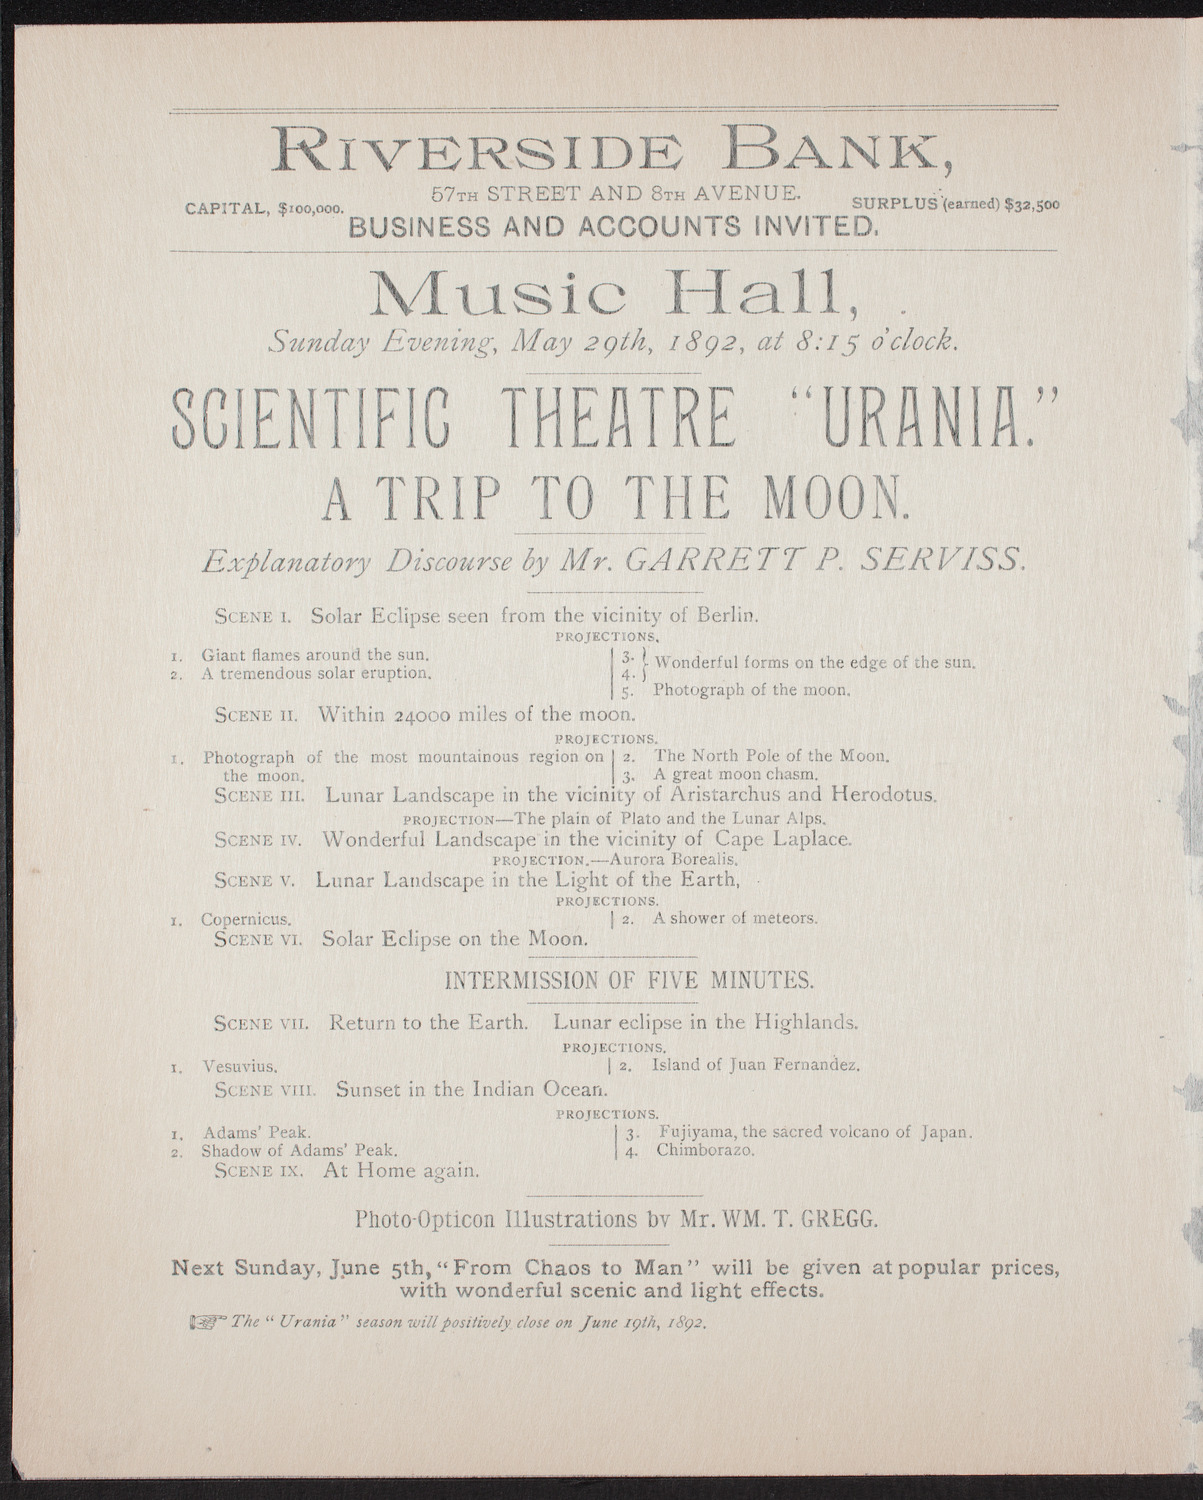 RIVERSIDE BANK,
57TH STREET AND 8TH AVENUE.
CAPITAL, $100,000.
SURPLUS (earned) $32,500
BUSINESS AND ACCOUNTS INVITED.
Music Hall,
Sunday Evening, May 29th, 1892, at 8:15 o'clock.
SCIENTIFIC THEATRE "URANIA."
A TRIP TO THE MOON.
Explanatory Discourse by Mr. GARRETT P. SERVISS.
SCENE I. Solar Eclipse seen from the vicinity of Berlin.
PROJECTIONS.
1. Giant flames around the sun.
2. A tremendous solar eruption.
3. } Wonderful forms on the edge of the sun.
4. }
5. Photograph of the moon.
SCENE II. Within 24000 miles of the moon.
PROJECTIONS.
1. Photograph of the most mountainous region on
the moon.
2. The North Pole of the Moon.
3. A great moon chasm.
SCENE III. Lunar Landscape in the vicinity of Aristarchus and Herodotus.
PROJECTION—The plain of Plato and the Lunar Alps.
SCENE IV. Wonderful Landscape in the vicinity of Cape Laplace.
PROJECTION.—Aurora Borealis.
SCENE V. Lunar Landscape in the Light of the Earth,
PROJECTIONS.
1. Copernicus.
2. A shower of meteors.
SCENE VI. Solar Eclipse on the Moon.
INTERMISSION OF FIVE MINUTES.
SCENE VII. Return to the Earth. Lunar eclipse in the Highlands.
PROJECTIONS.
1. Vesuvius.
2. Island of Juan Fernandez.
SCENE VIII. Sunset in the Indian Ocean.
PROJECTIONS.
1. Adams' Peak.
2. Shadow of Adams' Peak.
3. Fujiyama, the sacred volcano of Japan.
4. Chimborazo.
SCENE IX. At Home again.
Photo-Opticon Illustrations by Mr. WM. T. GREGG.
Next Sunday, June 5th, "From Chaos to Man" will be given at popular prices,
with wonderful scenic and light effects.
☞ The "Urania" season will positively close on June 19th, 1892.